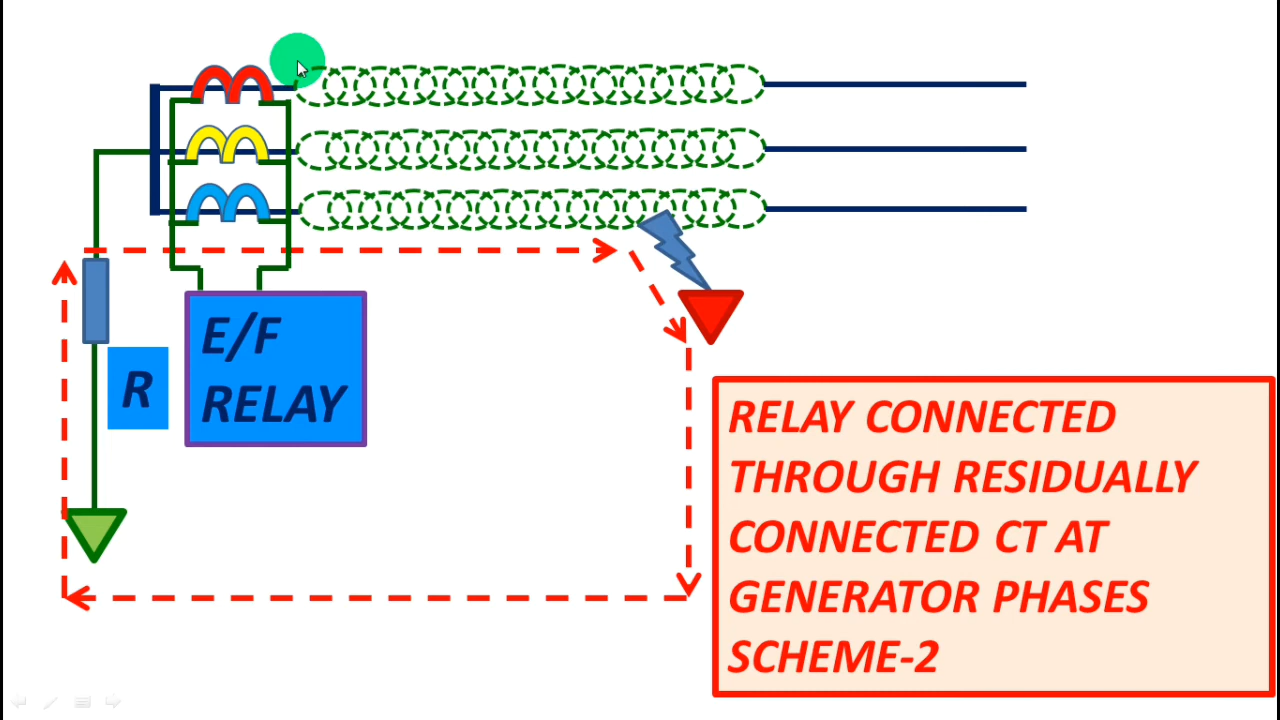 E/F
RELAY
R
RELAY CONNECTED
THROUGH RESIDUALLY
CONNECTED CT AT
GENERATOR PHASES
SCHEME-2